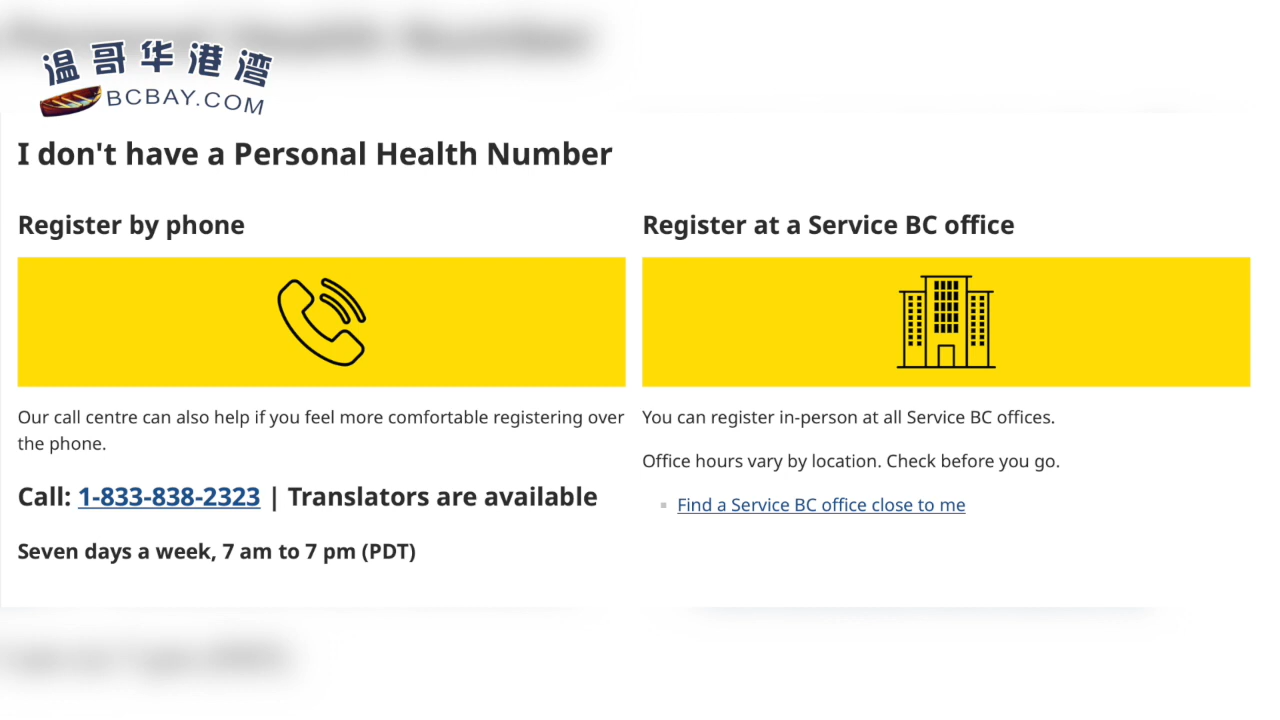 温哥华港湾
BCBAY.COM
I don't have a Personal Health Number
Register by phone
Our call centre can also help if you feel more comfortable registering over
the phone.
Call: 1-833-838-2323 | Translators are available
Seven days a week, 7 am to 7 pm (PDT)
Register at a Service BC office
You can register in-person at all Service BC offices.
Office hours vary by location. Check before you go.
Find a Service BC office close to me